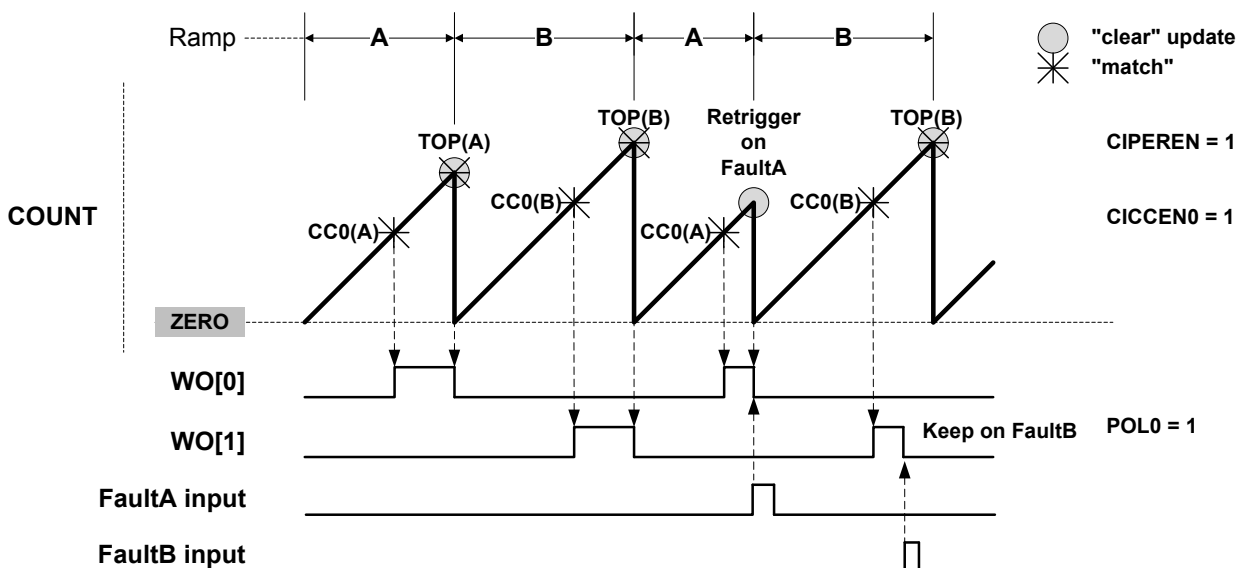 Ramp
A
B
A
B
"clear" update
"match"
TOP(A)
TOP(B)
Retrigger
on
FaultA
TOP(B)
CIPEREN = 1
COUNT
CC0(A)
CC0(B)
CC0(A)
CC0(B)
CICCEN0 = 1
ZERO
WO[0]
WO[1]
Keep on FaultB
POL0 = 1
FaultA input
FaultB input